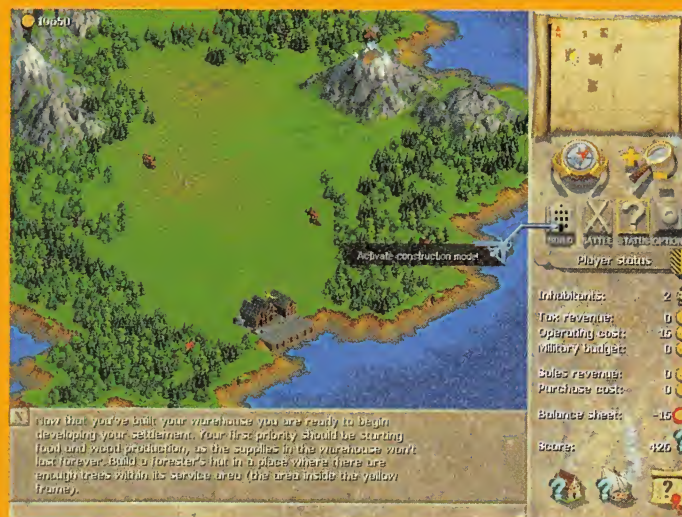 10650
Activate construction mode!
BUILD BATTLE STATUS OPTION
Player status
Inhabitants: 2
Tax revenue: 0
Operating cost: 16
Military budget: 0
Sales revenue: 0
Purchase cost: 0
Balance sheet: -16
Score: 426
X
Now that you've built your warehouse you are ready to begin
developing your settlement. Your first priority should be starting
food and wood production, as the supplies in the warehouse won't
last forever. Build a forester's hut in a place where there are
enough trees within its service area (the area inside the yellow
frame).